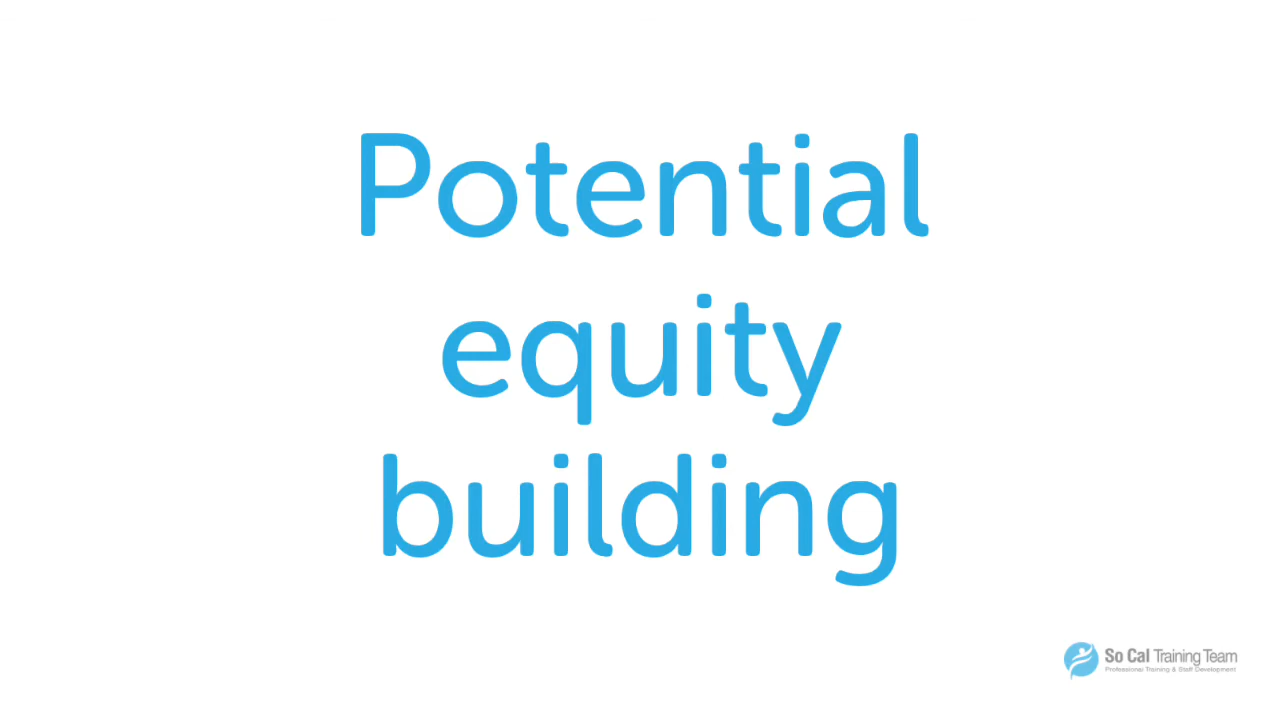 Potential
equity
building
So Cal Training Team
Professional Training & Staff Development